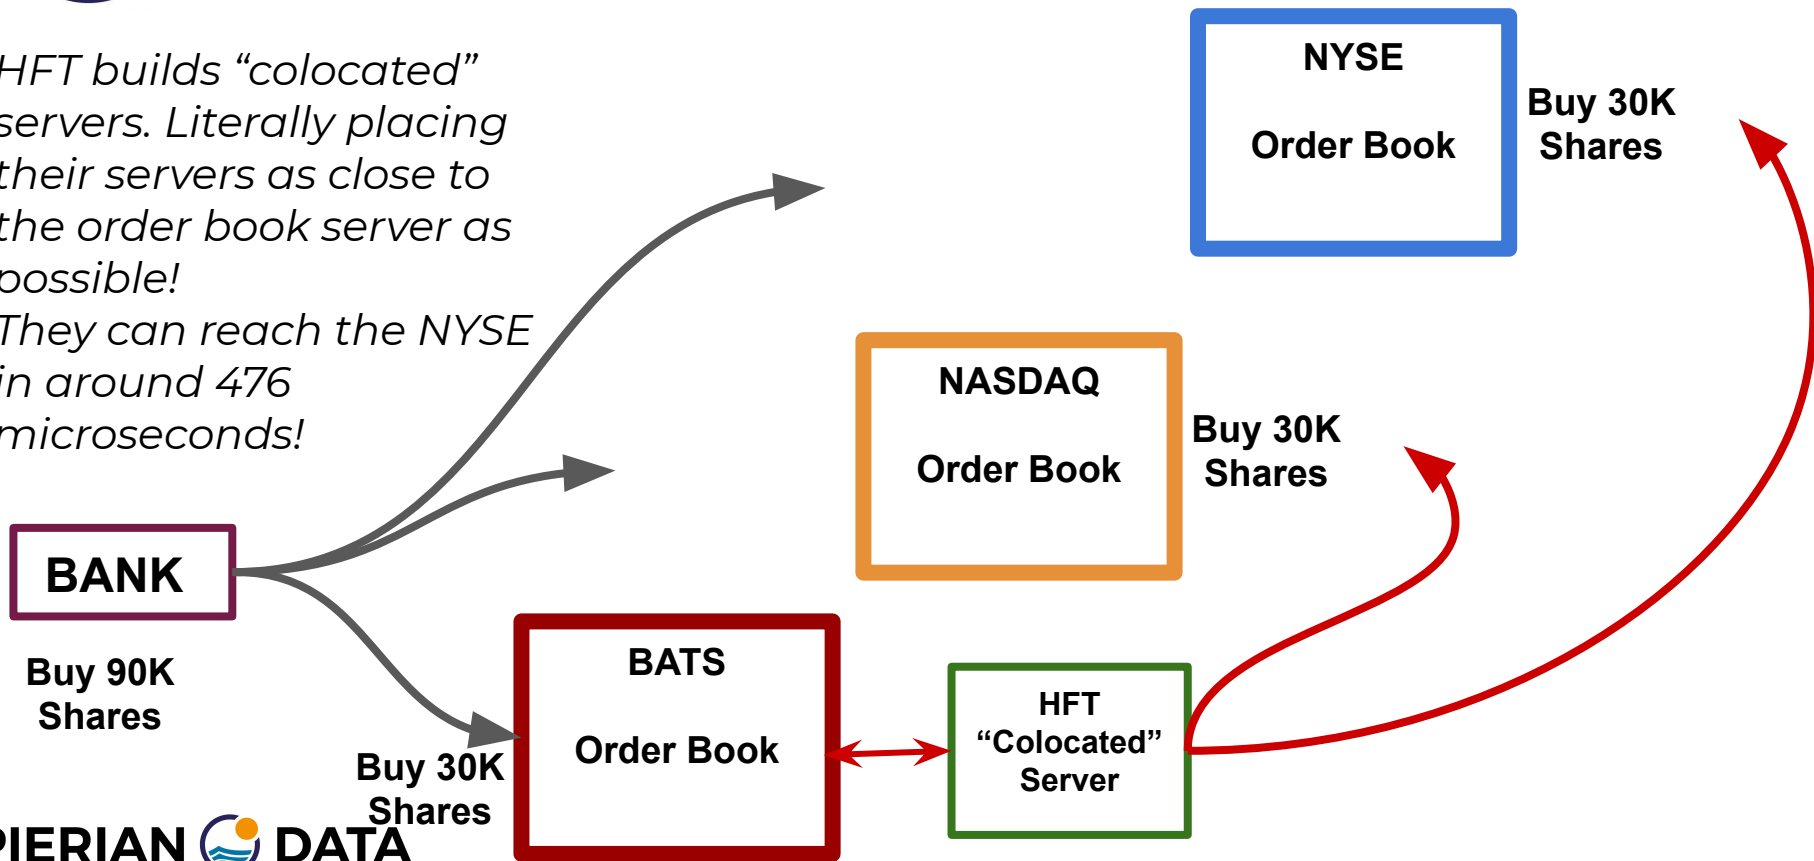 HFT builds “colocated”
servers. Literally placing
their servers as close to
the order book server as
possible!
They can reach the NYSE
in around 476
microseconds!
NYSE
Order Book
Buy 30K
Shares
NASDAQ
Order Book
Buy 30K
Shares
BANK
Buy 90K
Shares
BATS
Order Book
Buy 30K
Shares
HFT
“Colocated”
Server
PIERIAN DATA